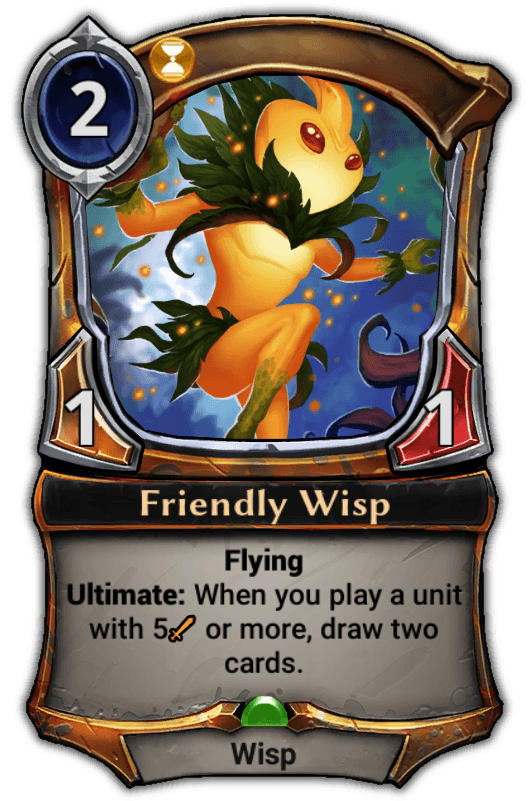 2
1
1
Friendly Wisp
Flying
Ultimate: When you play a unit
with 5 or more, draw two
cards.
Wisp